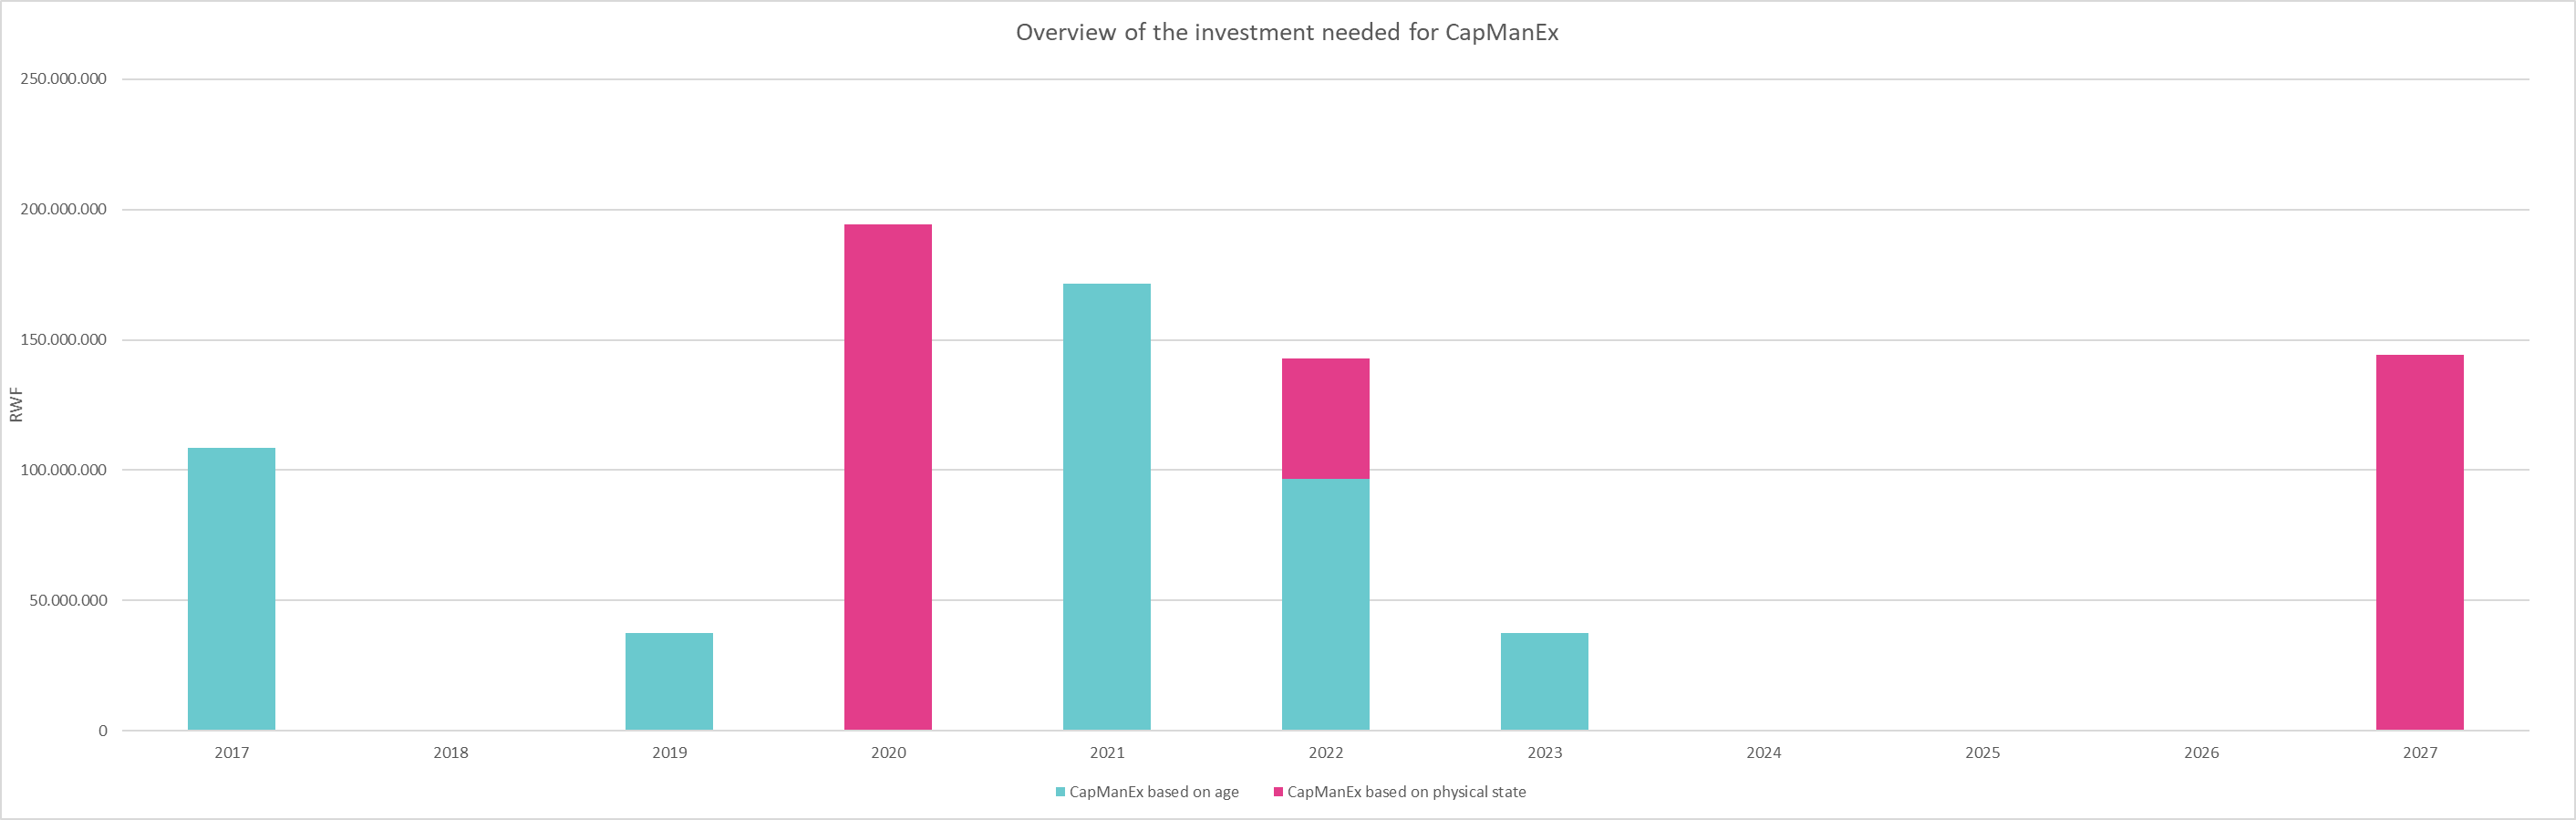 Overview of the investment needed for CapManEx
250.000.000
200.000.000
150.000.000
100.000.000
50.000.000
0
RWF
2017 2018 2019 2020 2021 2022 2023 2024 2025 2026 2027
CapManEx based on age CapManEx based on physical state